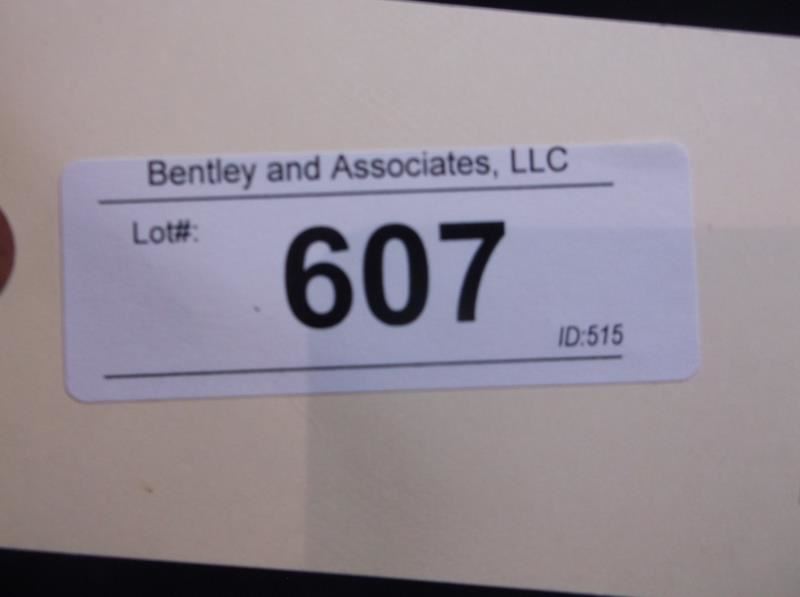 Bentley and Associates, LLC
Lot#:
607
ID:515